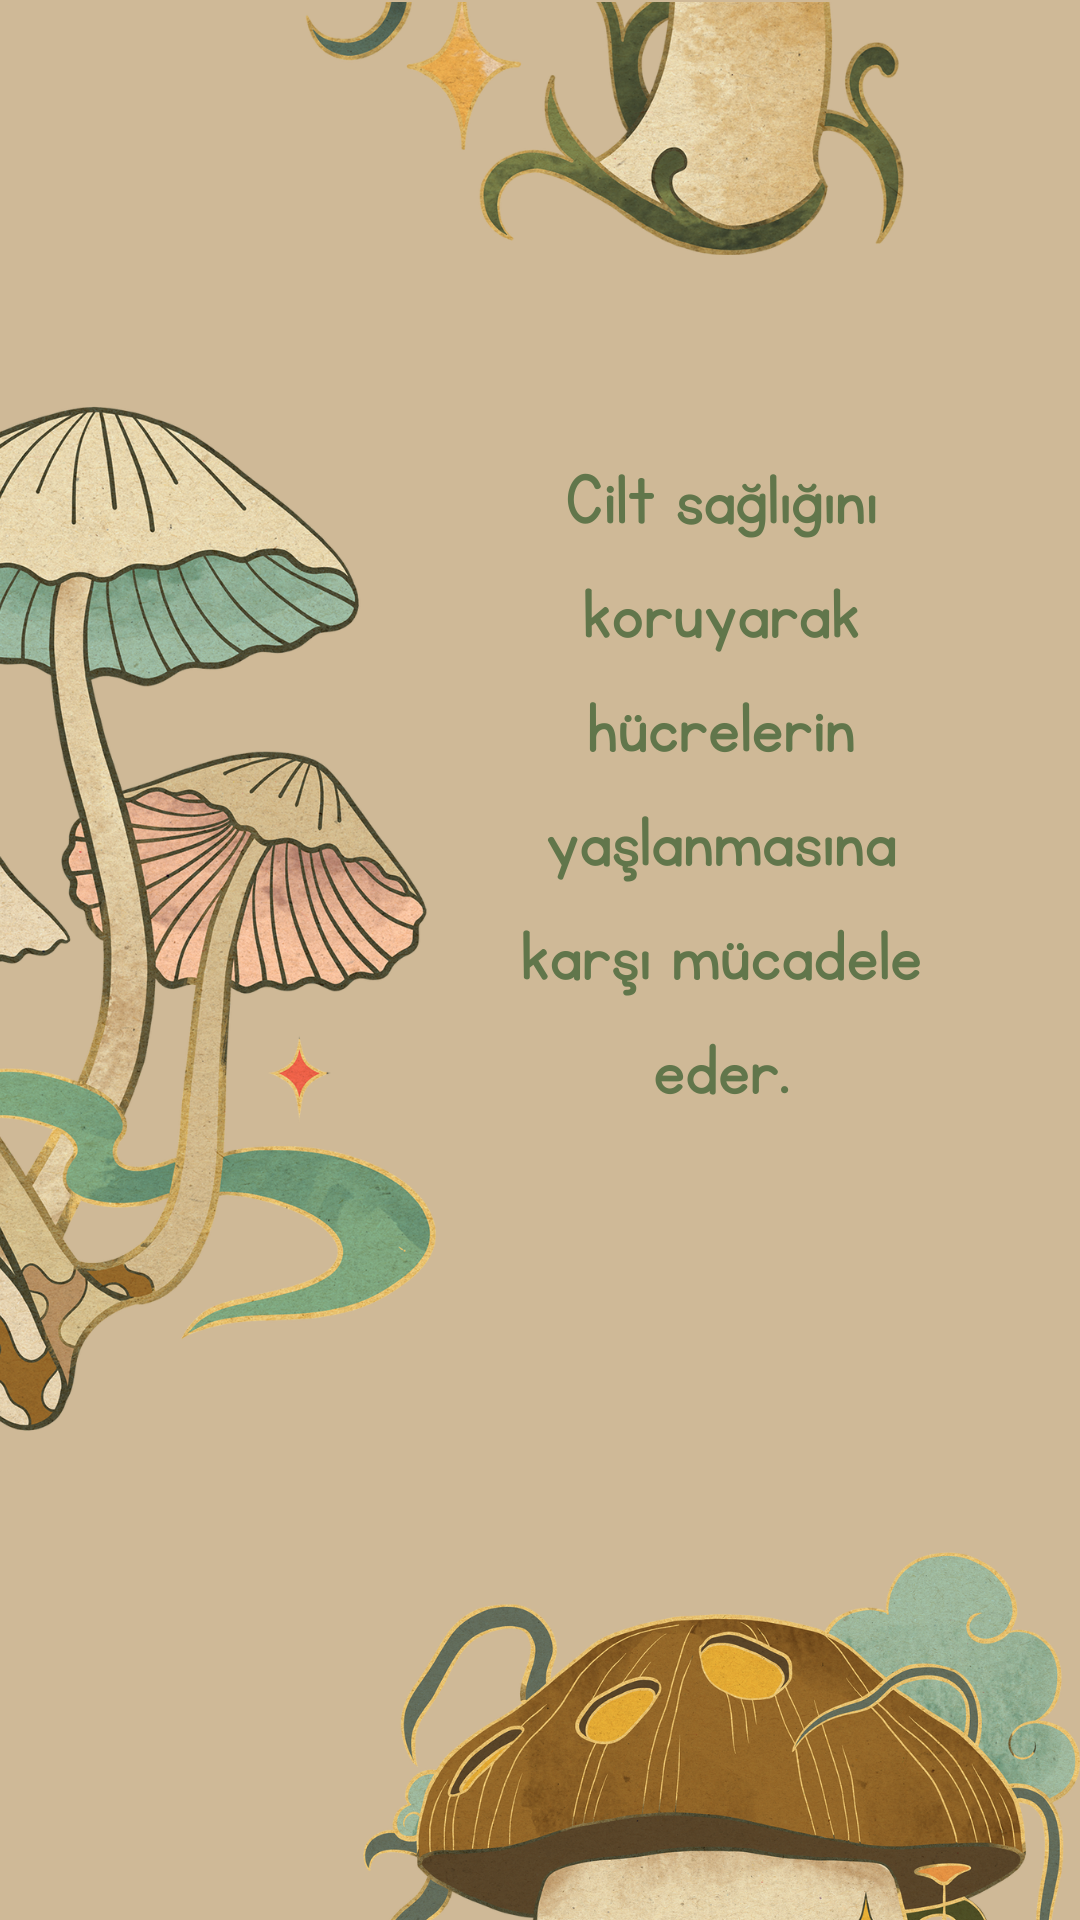 Cilt sağlığını
koruyarak
hücrelerin
yaşlanmasına
karşı mücadele
eder.